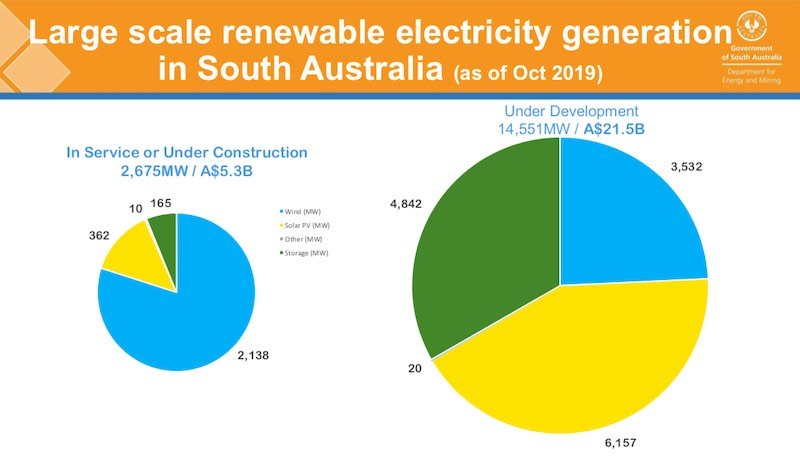 Large scale renewable electricity generation
in South Australia (as of Oct 2019)
Government
of South Australia
Department for
Energy and Mining
In Service or Under Construction
2,675MW / A$5.3B
10
165
362
2,138
Wind (MW)
Solar PV (MW)
Other (MW)
Storage (MW)
Under Development
14,551MW / A$21.5B
3,532
4,842
20
6,157